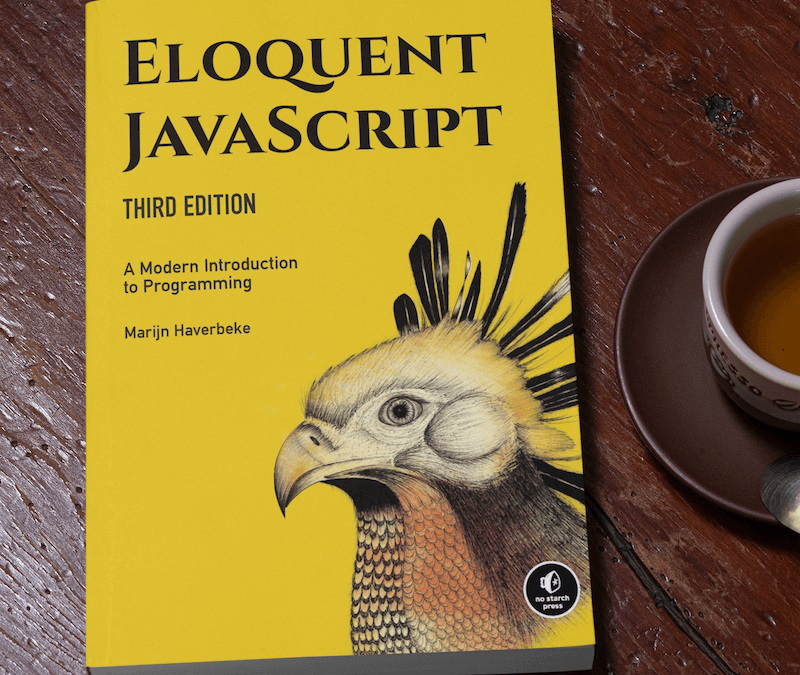 ELOQUENT
JAVASCRIPT
THIRD EDITION
A Modern Introduction
to Programming
Marijn Haverbeke
no starch
press